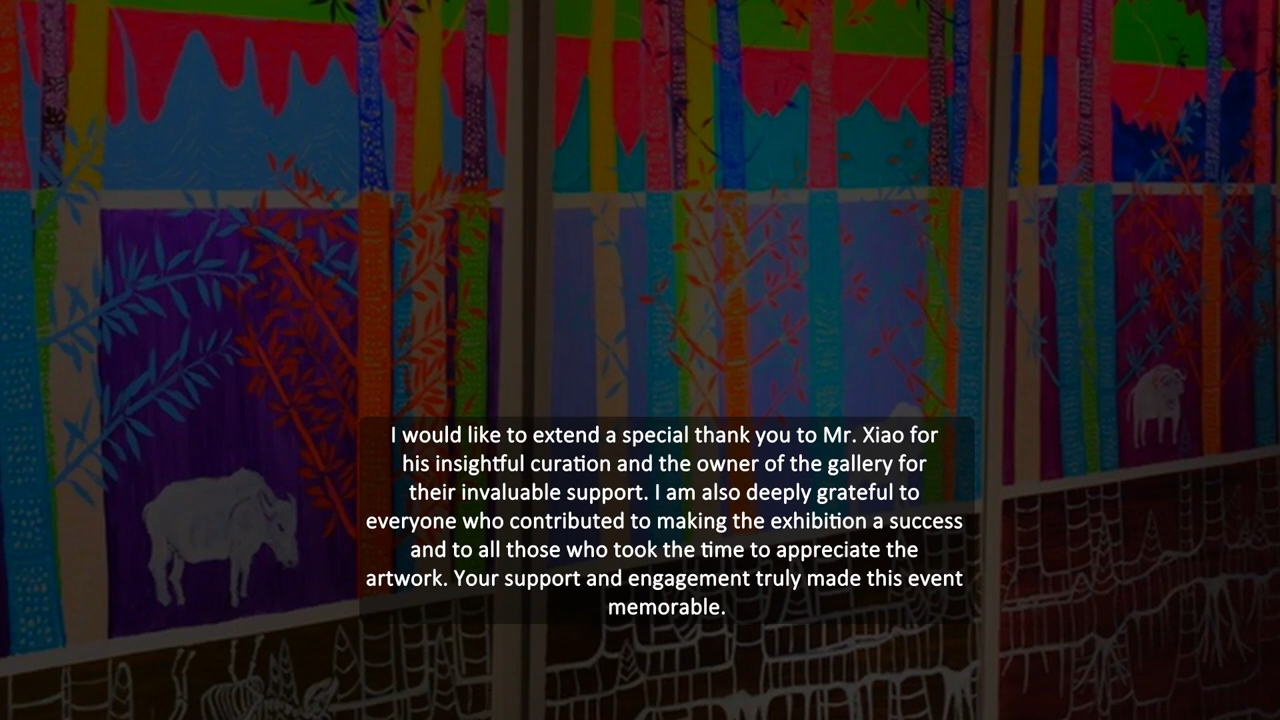 I would like to extend a special thank you to Mr. Xiao for
his insightful curation and the owner of the gallery for
their invaluable support. I am also deeply grateful to
everyone who contributed to making the exhibition a success
and to all those who took the time to appreciate the
artwork. Your support and engagement truly made this event
memorable.